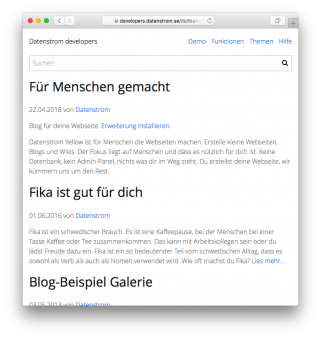 developers.datenstrom.se/de/fea
Datenstrom developers
Demo Funktionen Themen Hilfe
Suchen
Für Menschen gemacht
22.04.2018 von Datenstrom
Blog für deine Webseite. Erweiterung installieren.
Datenstrom Yellow ist für Menschen die Webseiten machen. Erstelle kleine Webseiten,
Blogs und Wikis. Der Fokus liegt auf Menschen und dass es nützlich für dich ist. Keine
Datenbank, kein Admin-Panel, nichts was dir im Weg steht. Du erstellst deine Webseite, wir
kümmern uns um den Rest.
Fika ist gut für dich
01.06.2016 von Datenstrom
Fika ist ein schwedischer Brauch. Es ist eine Kaffeepause, bei der Menschen bei einer
Tasse Kaffee oder Tee zusammenkommen. Das kann mit Arbeitskollegen sein oder du
lädst Freunde dazu ein. Fika ist ein so bedeutender Teil vom schwedischen Alltag, dass es
sowohl als Verb als auch als Nomen verwendet wird. Wie oft machst du Fika? Lies mehr...
Blog-Beispiel Galerie
03.05.2013 von Datenstrom